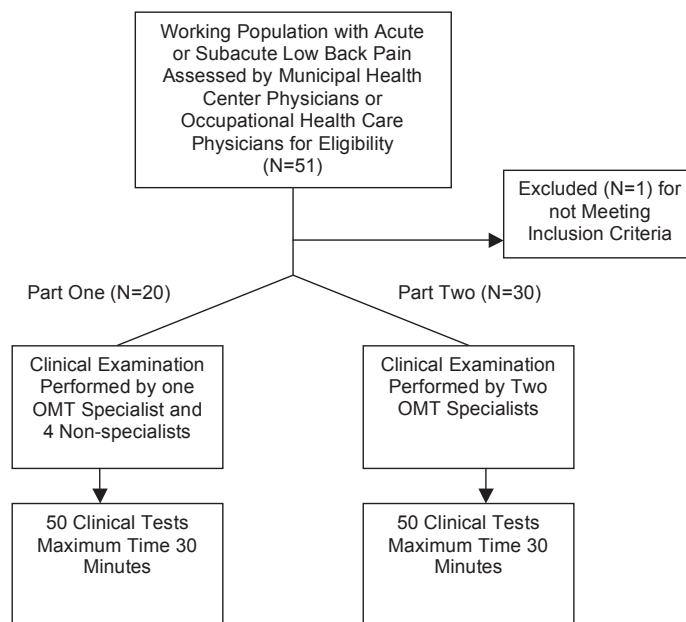 Working Population with Acute
or Subacute Low Back Pain
Assessed by Municipal Health
Center Physicians or
Occupational Health Care
Physicians for Eligibility
(N=51)
Excluded (N=1) for
not Meeting
Inclusion Criteria
Part One (N=20)
Part Two (N=30)
Clinical Examination
Performed by one
OMT Specialist and
4 Non-specialists
Clinical Examination
Performed by Two
OMT Specialists
50 Clinical Tests
Maximum Time 30
Minutes
50 Clinical Tests
Maximum Time 30
Minutes